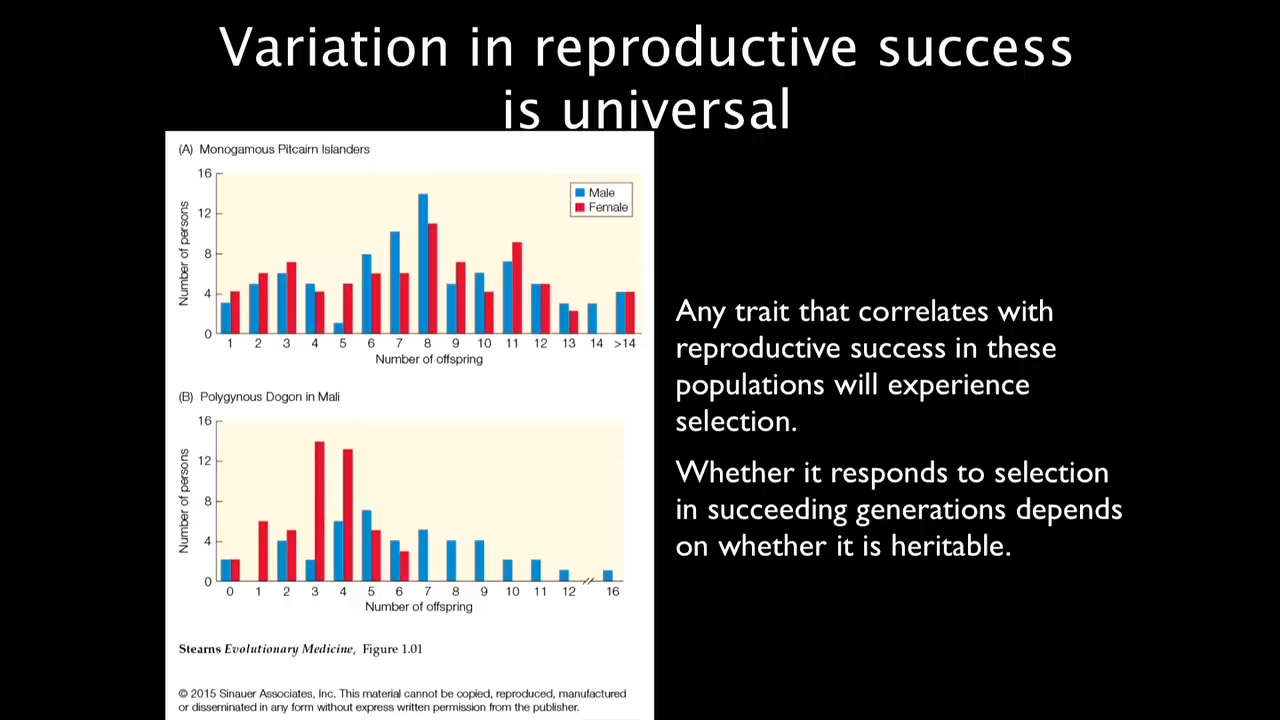 Variation in reproductive success
is universal
(A) Monogamous Pitcairn Islanders
16
12
8
4
0
Number of persons
Male
Female
1 2 3 4 5 6 7 8 9 10 11 12 13 14 >14
Number of offspring
(B) Polygynous Dogon in Mali
16
12
8
4
0
Number of persons
0 1 2 3 4 5 6 7 8 9 10 11 12 16
Number of offspring
Stearns Evolutionary Medicine, Figure 1.01
© 2015 Sinauer Associates, Inc. This material cannot be copied, reproduced, manufactured
or disseminated in any form without express written permission from the publisher.
Any trait that correlates with
reproductive success in these
populations will experience
selection.
Whether it responds to selection
in succeeding generations depends
on whether it is heritable.